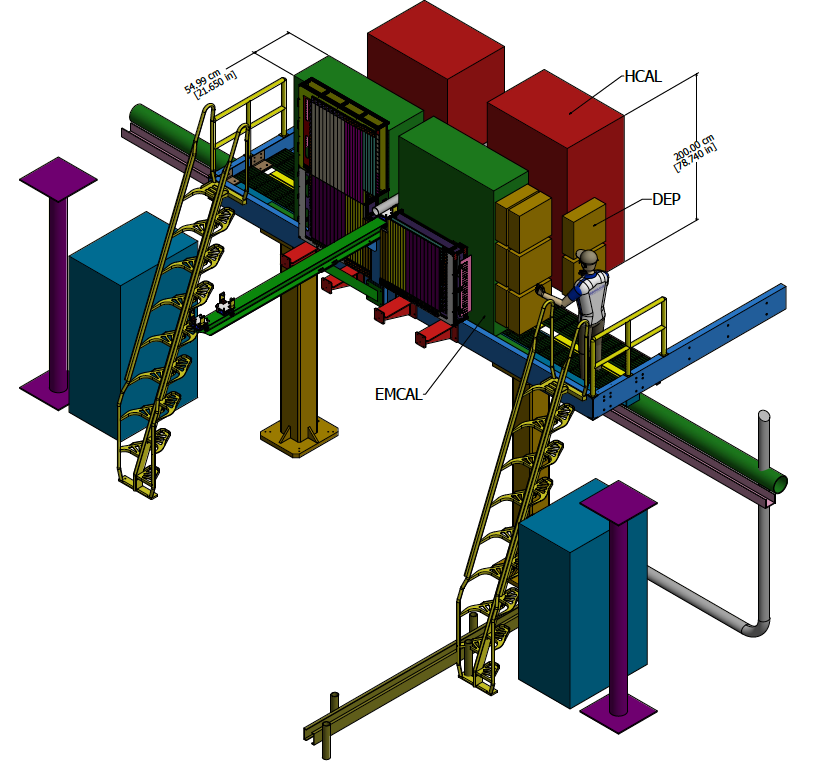 54.99 cm
[21.650 in]
HCAL
200.00 cm
[78.740 in]
DEP
EMCAL